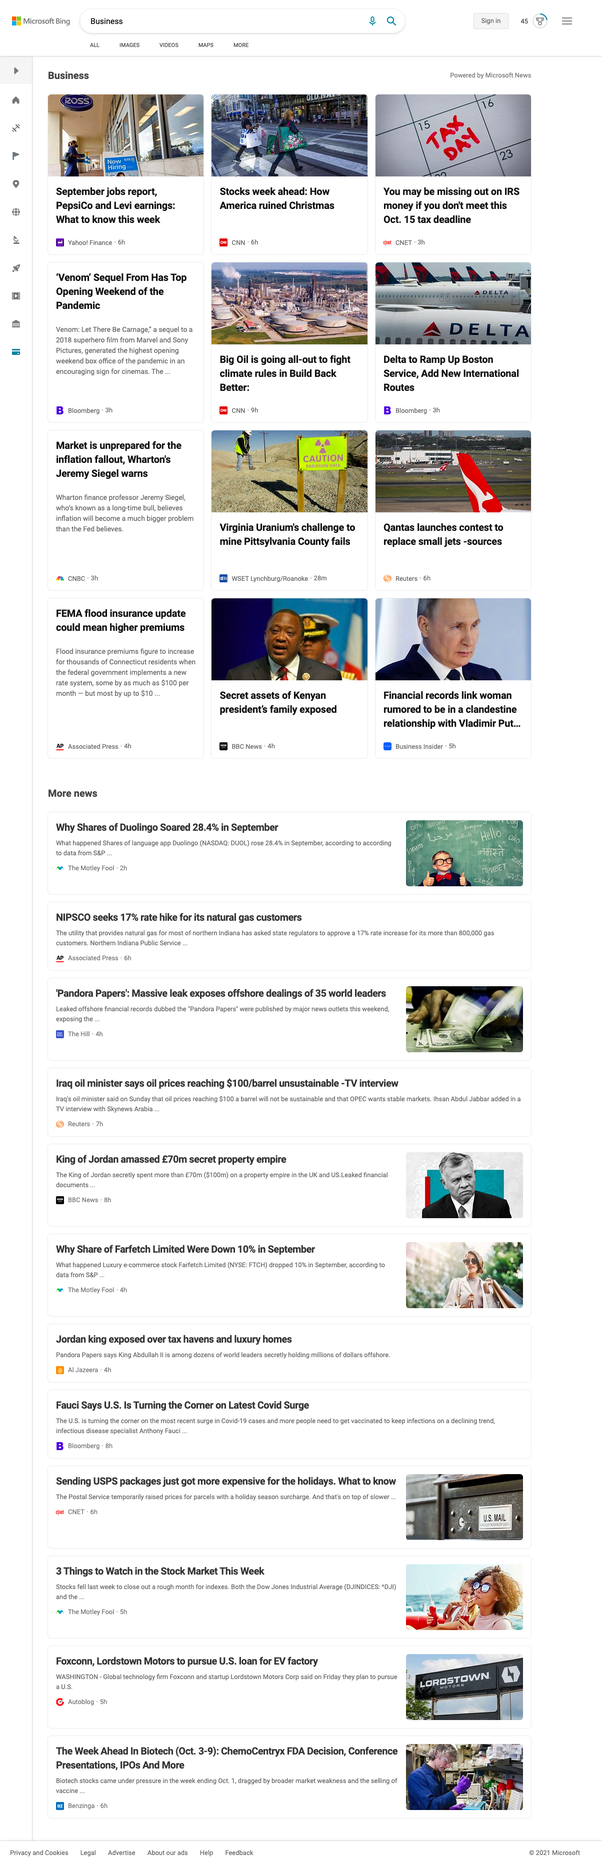 Microsoft Bing
Business
Sign in
45
ALL
IMAGES
VIDEOS
MAPS
MORE
Business
Powered by Microsoft News
ROSS
Now Hiring
September jobs report,
PepsiCo and Levi earnings:
What to know this week
Yahoo! Finance · 6h
Stocks week ahead: How
America ruined Christmas
CNN · 6h
15
16
TAX DAY
22
23
You may be missing out on IRS
money if you don't meet this
Oct. 15 tax deadline
CNET · 3h
'Venom' Sequel From Has Top
Opening Weekend of the
Pandemic
Venom: Let There Be Carnage," a sequel to a
2018 superhero film from Marvel and Sony
Pictures, generated the highest opening
weekend box office of the pandemic in an
encouraging sign for cinemas. The ...
Bloomberg · 3h
Big Oil is going all-out to fight
climate rules in Build Back
Better:
CNN · 9h
DELTA
DELTA
Delta to Ramp Up Boston
Service, Add New International
Routes
Bloomberg · 3h
Market is unprepared for the
inflation fallout, Wharton's
Jeremy Siegel warns
Wharton finance professor Jeremy Siegel,
who's known as a long-time bull, believes
inflation will become a much bigger problem
than the Fed believes.
CNBC · 3h
CAUTION
RADIATION AREA
Virginia Uranium's challenge to
mine Pittsylvania County fails
WSET Lynchburg/Roanoke · 28m
Qantas launches contest to
replace small jets -sources
Reuters · 6h
FEMA flood insurance update
could mean higher premiums
Flood insurance premiums figure to increase
for thousands of Connecticut residents when
the federal government implements a new
rate system, some by as much as $100 per
month — but most by up to $10 ...
Associated Press · 4h
Secret assets of Kenyan
president's family exposed
BBC News · 4h
Financial records link woman
rumored to be in a clandestine
relationship with Vladimir Put...
Business Insider · 5h
More news
Why Shares of Duolingo Soared 28.4% in September
What happened Shares of language app Duolingo (NASDAQ: DUOL) rose 28.4% in September, according to according
to data from S&P ...
The Motley Fool · 2h
Hello
नमस्ते
NIPSCO seeks 17% rate hike for its natural gas customers
The utility that provides natural gas for most of northern Indiana has asked state regulators to approve a 17% rate increase for its more than 800,000 gas
customers. Northern Indiana Public Service ...
Associated Press · 6h
'Pandora Papers': Massive leak exposes offshore dealings of 35 world leaders
Leaked offshore financial records dubbed the "Pandora Papers" were published by major news outlets this weekend,
exposing the ...
The Hill · 4h
Iraq oil minister says oil prices reaching $100/barrel unsustainable -TV interview
Iraq's oil minister said on Sunday that oil prices reaching $100 a barrel will not be sustainable and that OPEC wants stable markets. Ihsan Abdul Jabbar added in a
TV interview with Skynews Arabia ...
Reuters · 7h
King of Jordan amassed £70m secret property empire
The King of Jordan secretly spent more than £70m ($100m) on a property empire in the UK and US.Leaked financial
documents ...
BBC News · 8h
Why Share of Farfetch Limited Were Down 10% in September
What happened Luxury e-commerce stock Farfetch Limited (NYSE: FTCH) dropped 10% in September, according to
data from S&P ...
The Motley Fool · 4h
Jordan king exposed over tax havens and luxury homes
Pandora Papers says King Abdullah II is among dozens of world leaders secretly holding millions of dollars offshore.
Al Jazeera · 4h
Fauci Says U.S. Is Turning the Corner on Latest Covid Surge
The U.S. is turning the corner on the most recent surge in Covid-19 cases and more people need to get vaccinated to keep infections on a declining trend,
infectious disease specialist Anthony Fauci ...
Bloomberg · 8h
Sending USPS packages just got more expensive for the holidays. What to know
The Postal Service temporarily raised prices for parcels with a holiday season surcharge. And that's on top of slower ...
CNET · 6h
U.S. MAIL
3 Things to Watch in the Stock Market This Week
Stocks fell last week to close out a rough month for indexes. Both the Dow Jones Industrial Average (DJINDICES: ^DJI)
and the ...
The Motley Fool · 5h
Foxconn, Lordstown Motors to pursue U.S. loan for EV factory
WASHINGTON - Global technology firm Foxconn and startup Lordstown Motors Corp said on Friday they plan to pursue
a U.S.
Autoblog · 5h
LORDSTOWN
MOTORS
The Week Ahead In Biotech (Oct. 3-9): ChemoCentryx FDA Decision, Conference
Presentations, IPOs And More
Biotech stocks came under pressure in the week ending Oct. 1, dragged by broader market weakness and the selling of
vaccine ...
Benzinga · 6h
Privacy and Cookies
Legal
Advertise
About our ads
Help
Feedback
© 2021 Microsoft